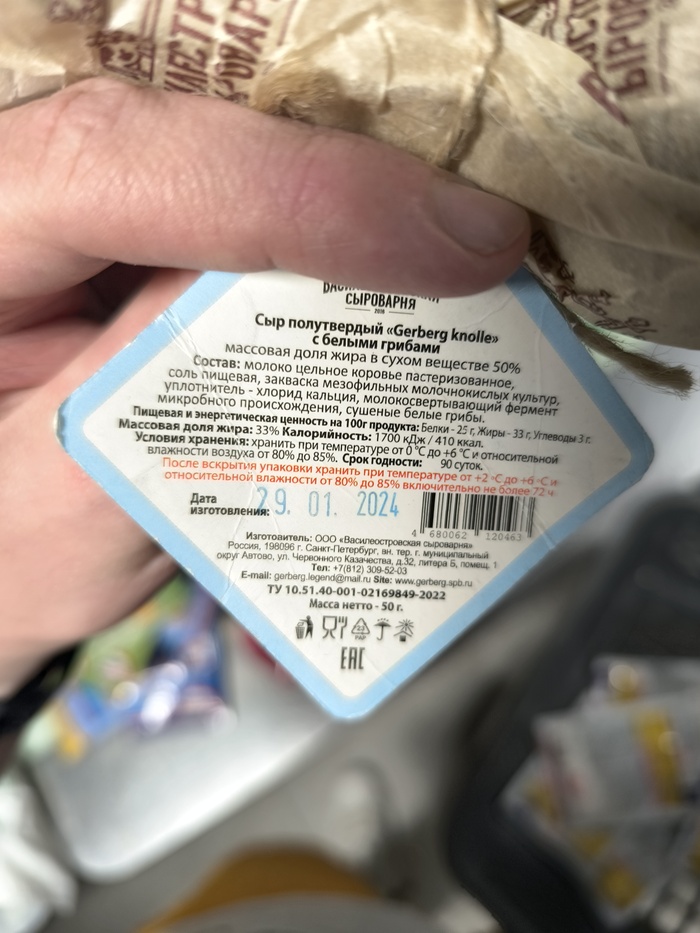 СЫРОВАРНЯ
2016
Сыр полутвердый «Gerberg knolle»
с белыми грибами
массовая доля жира в сухом веществе 50%
Состав: молоко цельное коровье пастеризованное,
соль пищевая, закваска мезофильных молочнокислых культур,
уплотнитель - хлорид кальция, молокосвертывающий фермент
микробного происхождения, сушеные белые грибы.
Пищевая и энергетическая ценность на 100г продукта: Белки - 25 г, Жиры - 33 г, Углеводы 3 г.
Массовая доля жира: 33% Калорийность: 1700 кДж / 410 ккал.
Условия хранения: хранить при температуре от 0 °С до +6 °С и относительной
влажности воздуха от 80% до 85%. Срок годности: 90 суток.
После вскрытия упаковки хранить при температуре от +2 °С до +6 °С и
относительной влажности от 80% до 85% включительно не более 72 ч.
Дата
изготовления:
29. 01. 2024
4 680062 120463
Изготовитель: ООО «Василеостровская сыроварня»
Россия, 198096 г. Санкт-Петербург, вн. тер. г. муниципальный
округ Автово, ул. Червонного Казачества, д.32, литера Б, помещ. 1
Тел: +7(812) 309-52-03
E-mail: gerberg.legend@mail.ru Site: www.gerberg.spb.ru
ТУ 10.51.40-001-02169849-2022
Масса нетто - 50 г.
PAP
EAC